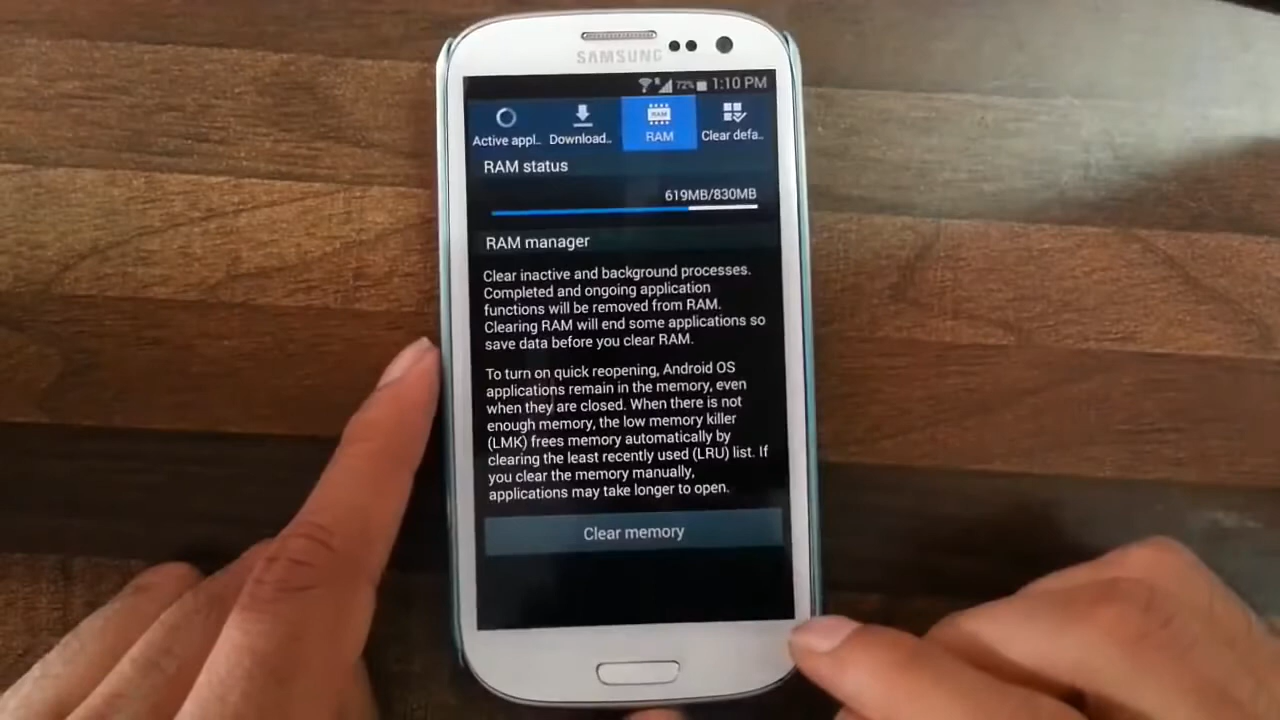 SAMSUNG
72% 1:10 PM
Active appl.. Download.. RAM Clear defa..
RAM status
619MB/830MB
RAM manager
Clear inactive and background processes.
Completed and ongoing application
functions will be removed from RAM.
Clearing RAM will end some applications so
save data before you clear RAM.
To turn on quick reopening, Android OS
applications remain in the memory, even
when they are closed. When there is not
enough memory, the low memory killer
(LMK) frees memory automatically by
clearing the least recently used (LRU) list. If
you clear the memory manually,
applications may take longer to open.
Clear memory